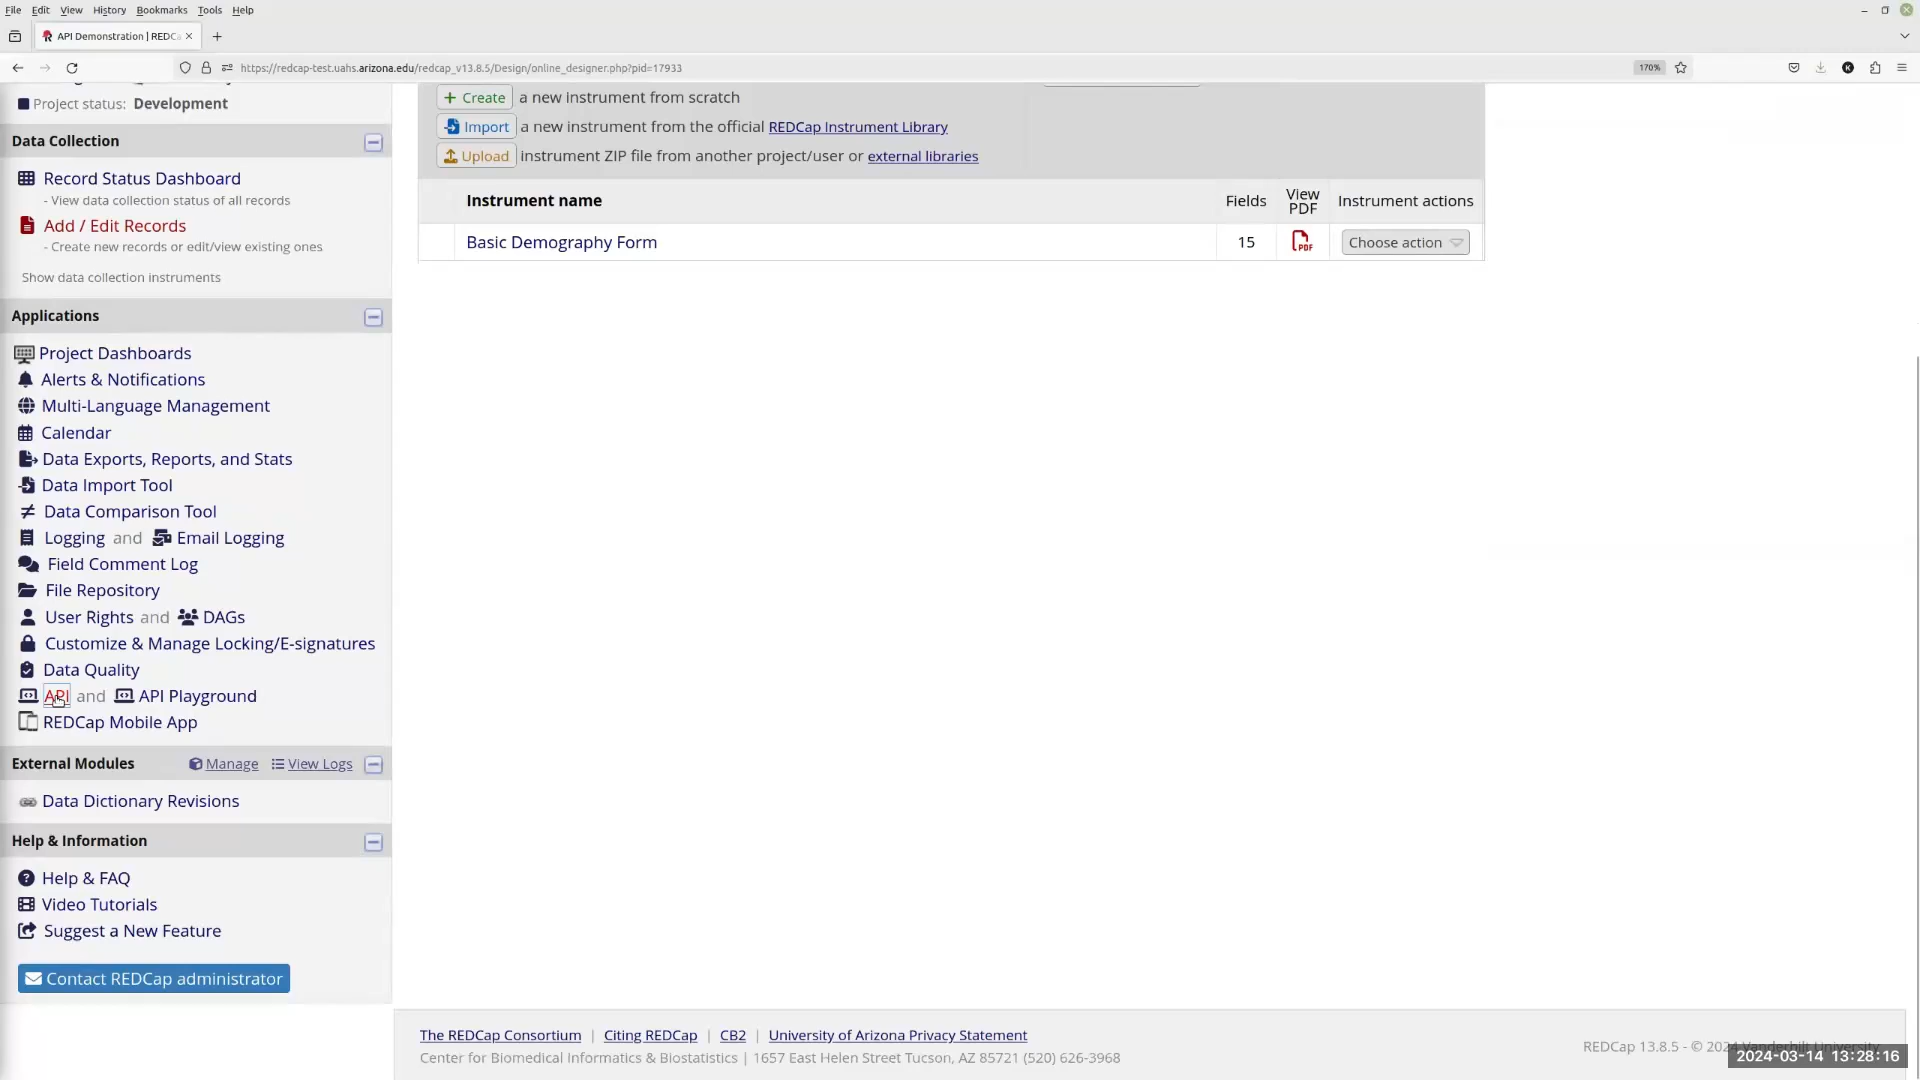 File Edit View History Bookmarks Tools Help
API Demonstration | REDCa
https://redcap-test.uahs.arizona.edu/redcap_v13.8.5/Design/online_designer.php?pid=17933
170%
K
Project status: Development
+ Create a new instrument from scratch
Import a new instrument from the official REDCap Instrument Library
Upload instrument ZIP file from another project/user or external libraries
Instrument name Fields View PDF Instrument actions
Basic Demography Form 15 PDF Choose action
Data Collection
Record Status Dashboard
- View data collection status of all records
Add / Edit Records
- Create new records or edit/view existing ones
Show data collection instruments
Applications
Project Dashboards
Alerts & Notifications
Multi-Language Management
Calendar
Data Exports, Reports, and Stats
Data Import Tool
Data Comparison Tool
Logging and Email Logging
Field Comment Log
File Repository
User Rights and DAGs
Customize & Manage Locking/E-signatures
Data Quality
API and API Playground
REDCap Mobile App
External Modules Manage View Logs
Data Dictionary Revisions
Help & Information
Help & FAQ
Video Tutorials
Suggest a New Feature
Contact REDCap administrator
The REDCap Consortium | Citing REDCap | CB2 | University of Arizona Privacy Statement
Center for Biomedical Informatics & Biostatistics | 1657 East Helen Street Tucson, AZ 85721 (520) 626-3968
REDCap 13.8.5 - © 2024 Vanderbilt University
2024-03-14 13:28:16